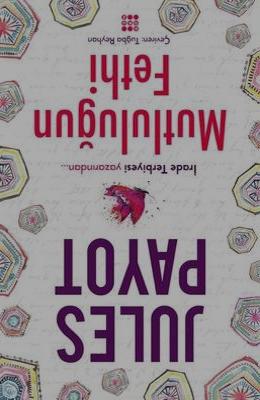 JULES
PAYOT
İrade Terbiyesi yazarından...
Mutluluğun
Fethi
Çeviren: Tuğba Reyhan